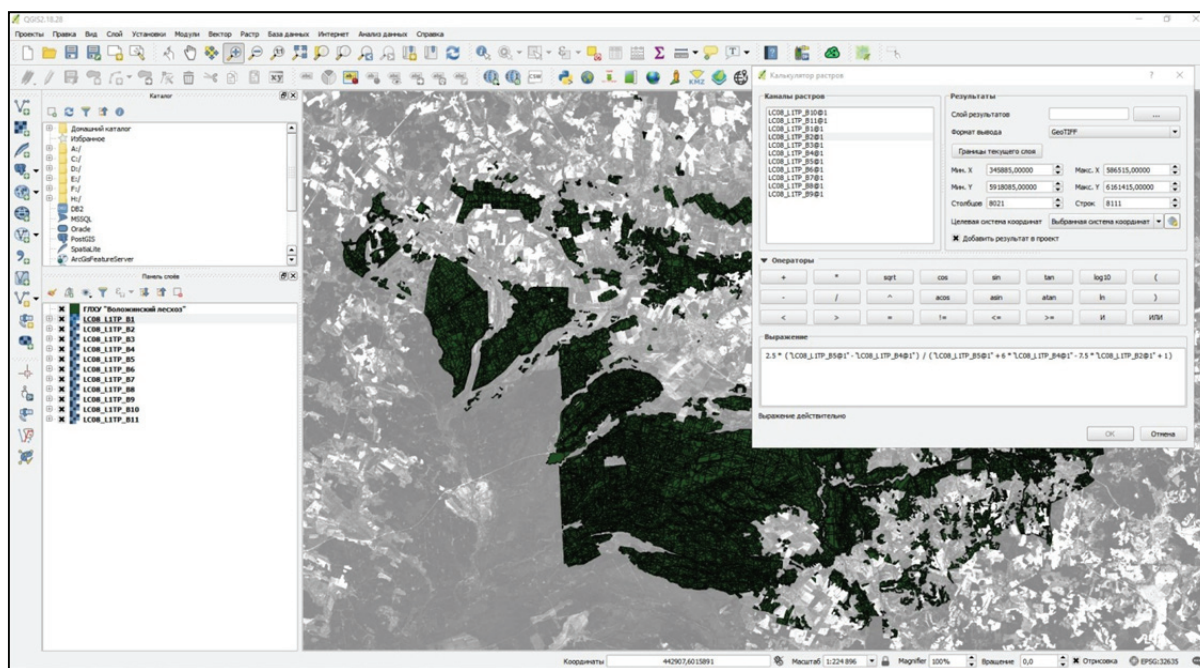 QGIS2.18.28
Проекты Правка Вид Слой Установки Модули Вектор Растр База данных Интернет Анализ данных Справка
CSW
KMZ
Каталог
Домашний каталог
Избранное
A:/
C:/
D:/
E:/
F:/
H:/
DB2
MSSQL
Oracle
PostGIS
SpatiaLite
ArcGisFeatureServer
Панель слоёв
ГЛХУ "Воложинский лесхоз"
LC08_L1TP_B1
LC08_L1TP_B2
LC08_L1TP_B3
LC08_L1TP_B4
LC08_L1TP_B5
LC08_L1TP_B6
LC08_L1TP_B7
LC08_L1TP_B8
LC08_L1TP_B9
LC08_L1TP_B10
LC08_L1TP_B11
Калькулятор растров
Каналы растров
LC08_L1TP_B10@1
LC08_L1TP_B11@1
LC08_L1TP_B1@1
LC08_L1TP_B2@1
LC08_L1TP_B3@1
LC08_L1TP_B4@1
LC08_L1TP_B5@1
LC08_L1TP_B6@1
LC08_L1TP_B7@1
LC08_L1TP_B8@1
LC08_L1TP_B9@1
Результаты
Слой результатов ...
Формат вывода GeoTIFF
Границы текущего слоя
Мин. X 345885,00000 Макс. X 586515,00000
Мин. Y 5918085,00000 Макс. Y 6161415,00000
Столбцов 8021 Строк 8111
Целевая система координат Выбранная система координат
Добавить результат в проект
Операторы
+ * sqrt cos sin tan log10 (
- / ^ acos asin atan ln )
< > = != <= >= И ИЛИ
Выражение
2.5 * ("LC08_L1TP_B5@1" - "LC08_L1TP_B4@1") / ("LC08_L1TP_B5@1" + 6 * "LC08_L1TP_B4@1" - 7.5 * "LC08_L1TP_B2@1" + 1)
Выражение действительно
OK Отмена
Координаты 442907,6015891 Масштаб 1:224 896 Magnifier 100% Вращение 0,0 Отрисовка EPSG:32635